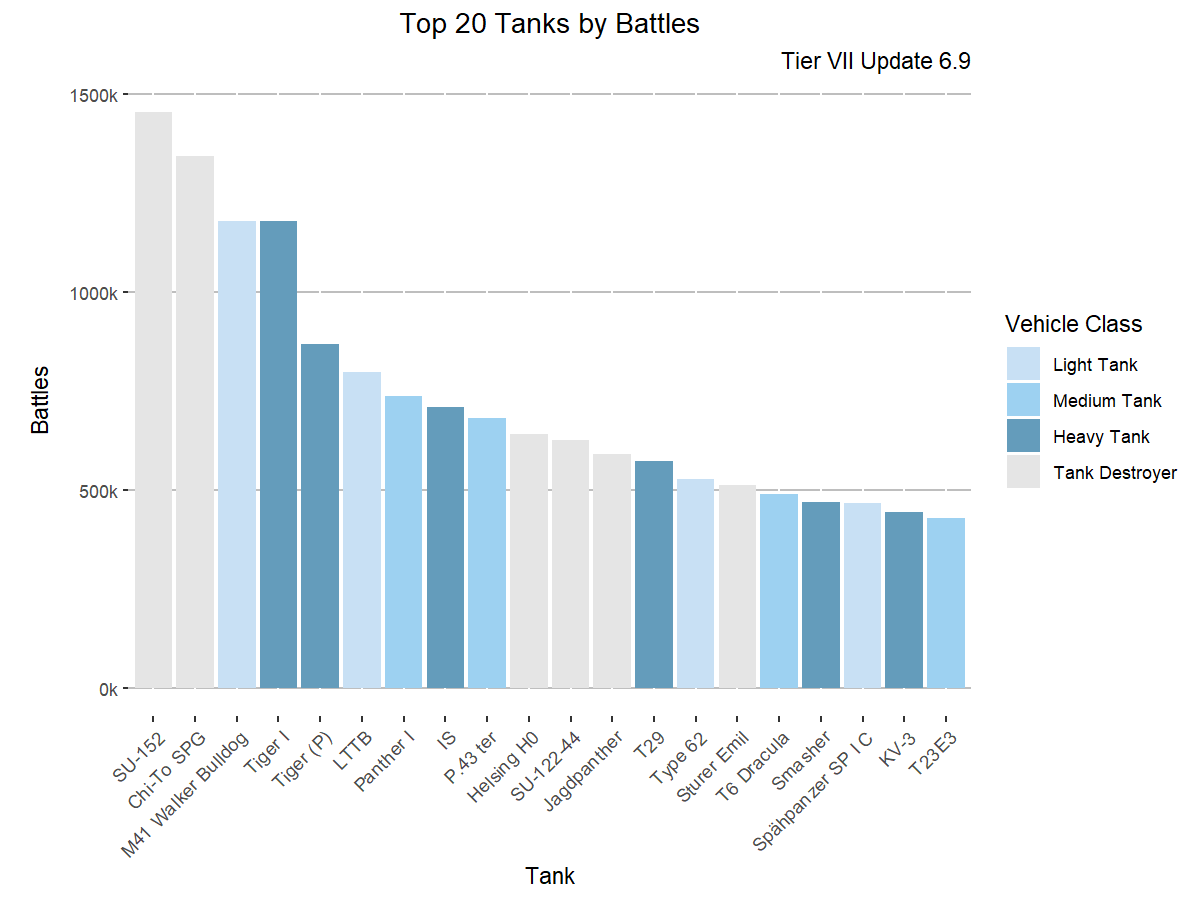 Top 20 Tanks by Battles
Tier VII Update 6.9
1500k
1000k
500k
0k
Battles
SU-152
Chi-To SPG
M41 Walker Bulldog
Tiger I
Tiger (P)
LTTB
Panther I
IS
P.43 ter
Helsing H0
SU-122-44
Jagdpanther
T29
Type 62
Sturer Emil
T6 Dracula
Smasher
Spähpanzer SP I C
KV-3
T23E3
Tank
Vehicle Class
Light Tank
Medium Tank
Heavy Tank
Tank Destroyer